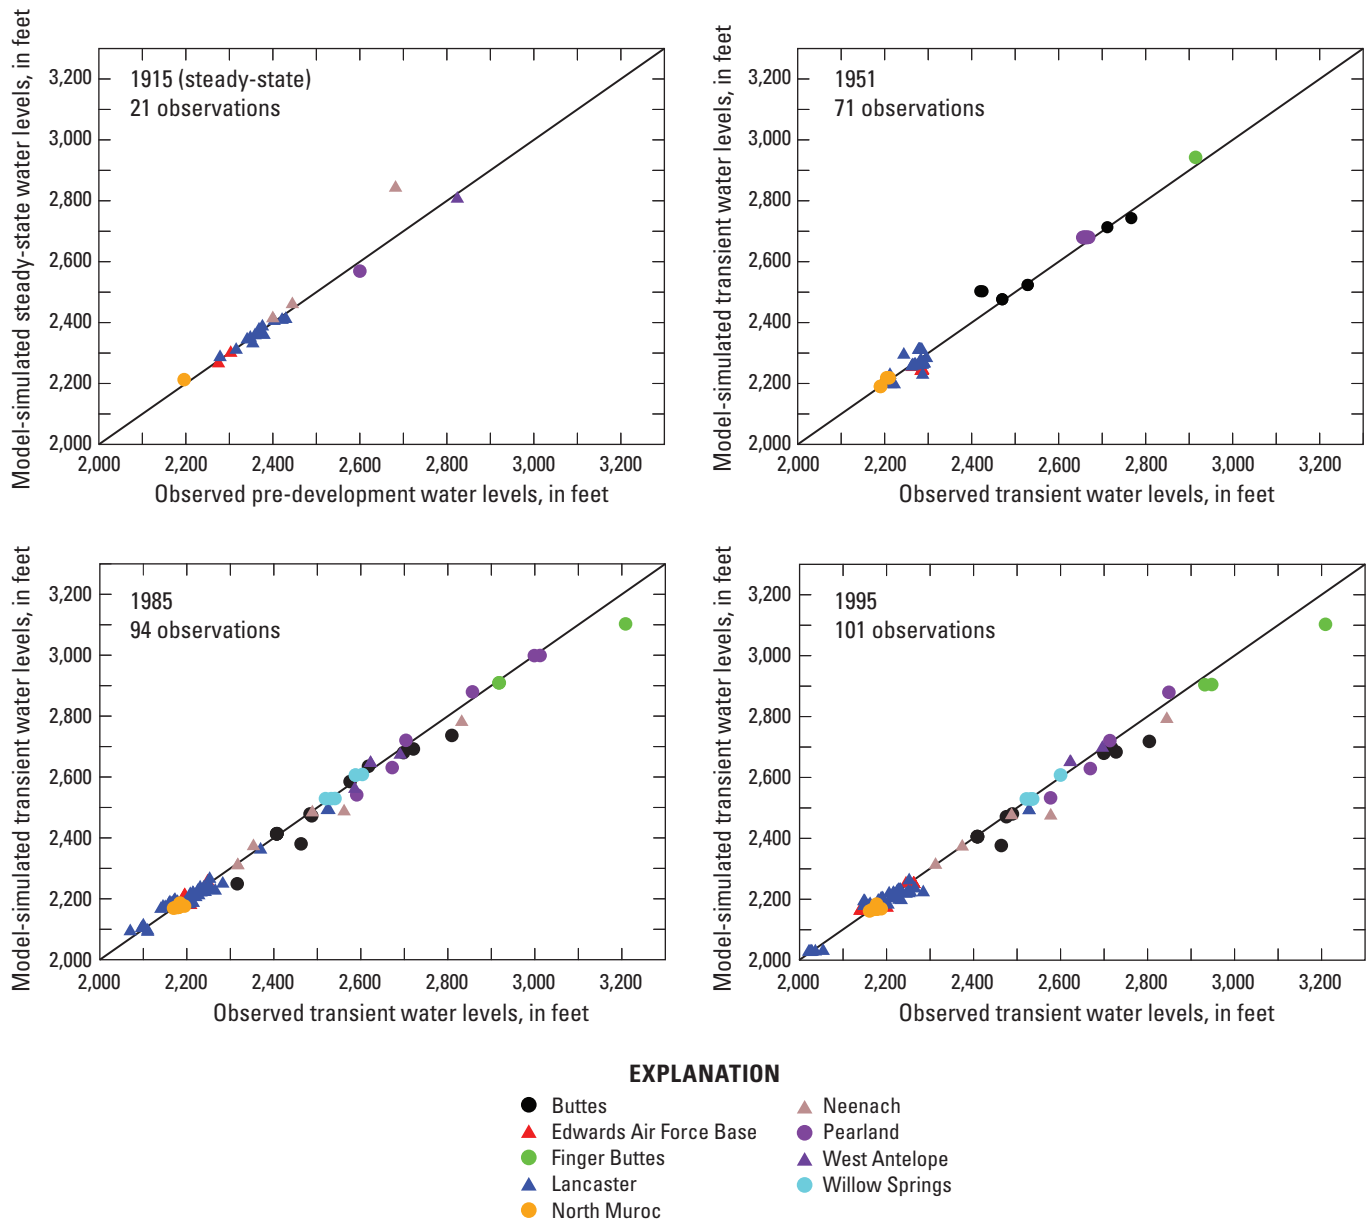 1915 (steady-state)
21 observations
Model-simulated steady-state water levels, in feet
3,200
3,000
2,800
2,600
2,400
2,200
2,000
2,000 2,200 2,400 2,600 2,800 3,000 3,200
Observed pre-development water levels, in feet
1951
71 observations
Model-simulated transient water levels, in feet
3,200
3,000
2,800
2,600
2,400
2,200
2,000
2,000 2,200 2,400 2,600 2,800 3,000 3,200
Observed transient water levels, in feet
1985
94 observations
Model-simulated transient water levels, in feet
3,200
3,000
2,800
2,600
2,400
2,200
2,000
2,000 2,200 2,400 2,600 2,800 3,000 3,200
Observed transient water levels, in feet
1995
101 observations
Model-simulated transient water levels, in feet
3,200
3,000
2,800
2,600
2,400
2,200
2,000
2,000 2,200 2,400 2,600 2,800 3,000 3,200
Observed transient water levels, in feet
EXPLANATION
Buttes
Edwards Air Force Base
Finger Buttes
Lancaster
North Muroc
Neenach
Pearland
West Antelope
Willow Springs